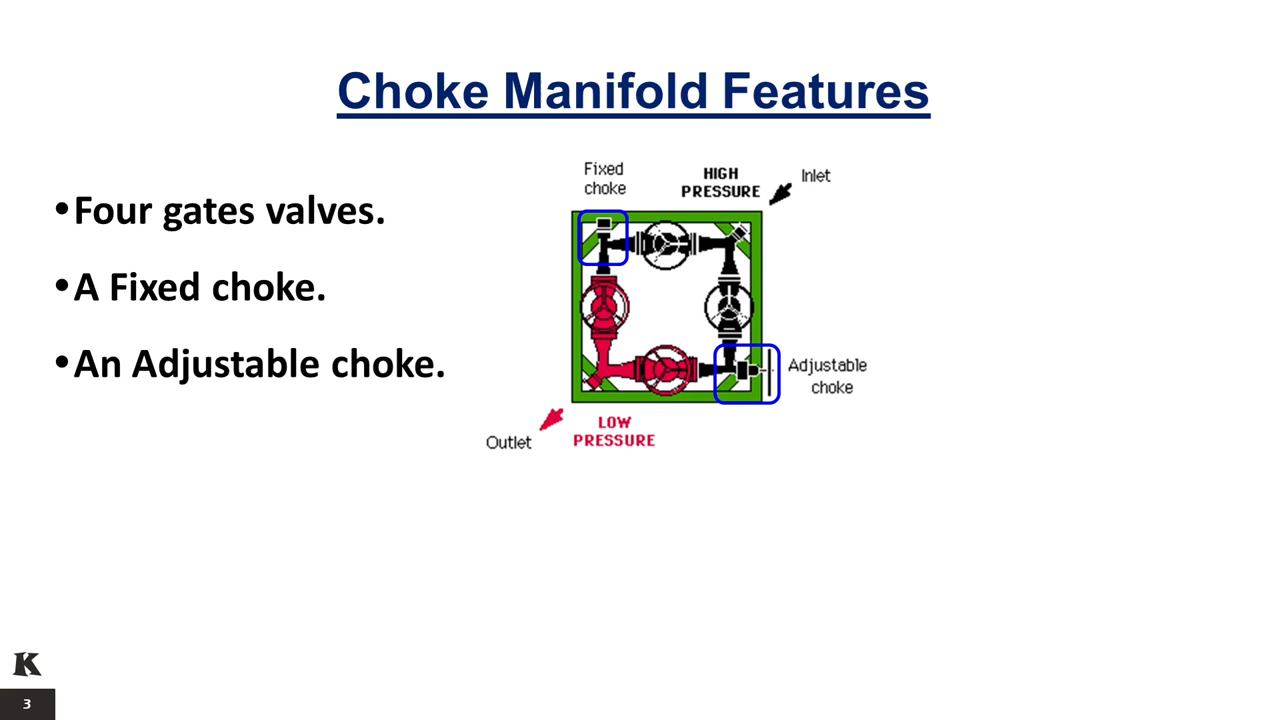 Choke Manifold Features
•Four gates valves.
•A Fixed choke.
•An Adjustable choke.
Fixed
choke
HIGH
PRESSURE
Inlet
Adjustable
choke
LOW
PRESSURE
Outlet
K
3